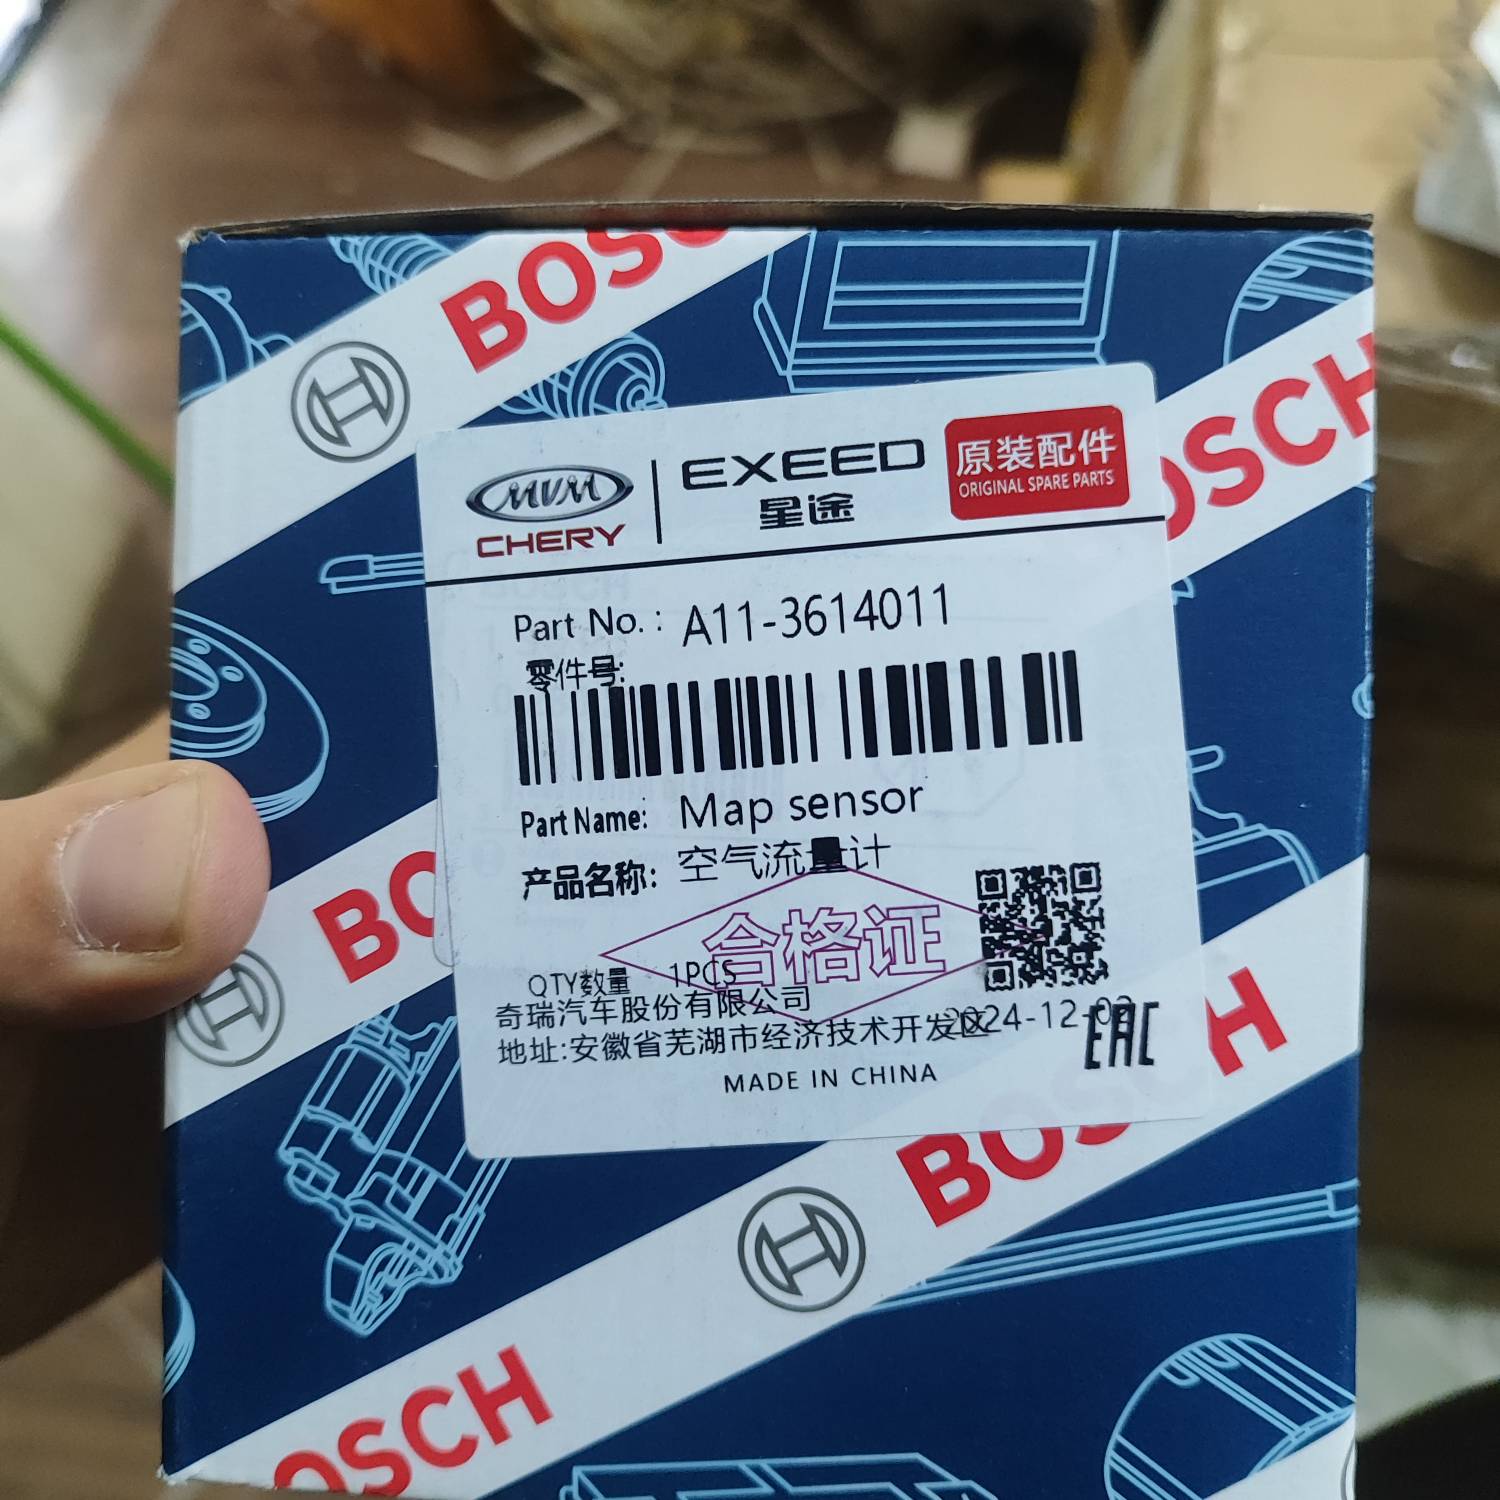 BOSCH
BOSCH
MVM
CHERY
EXEED
星途
原装配件
ORIGINAL SPARE PARTS
Part No.: A11-3614011
零件号:
Part Name: Map sensor
产品名称: 空气流量计
合格证
QTY数量 : 1PCS
奇瑞汽车股份有限公司
地址:安徽省芜湖市经济技术开发区
2024-12-02
EAC
MADE IN CHINA
BOSCH
BOSCH
BOSCH